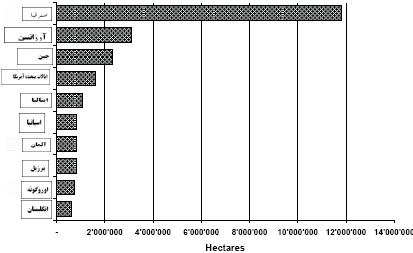 استرالیا
آرژانتین
چین
ایالات متحده آمریکا
ایتالیا
اسپانیا
آلمان
برزیل
اوروگوئه
انگلستان
- 2'000'000 4'000'000 6'000'000 8'000'000 10'000'000 12'000'000 14'000'000
Hectares